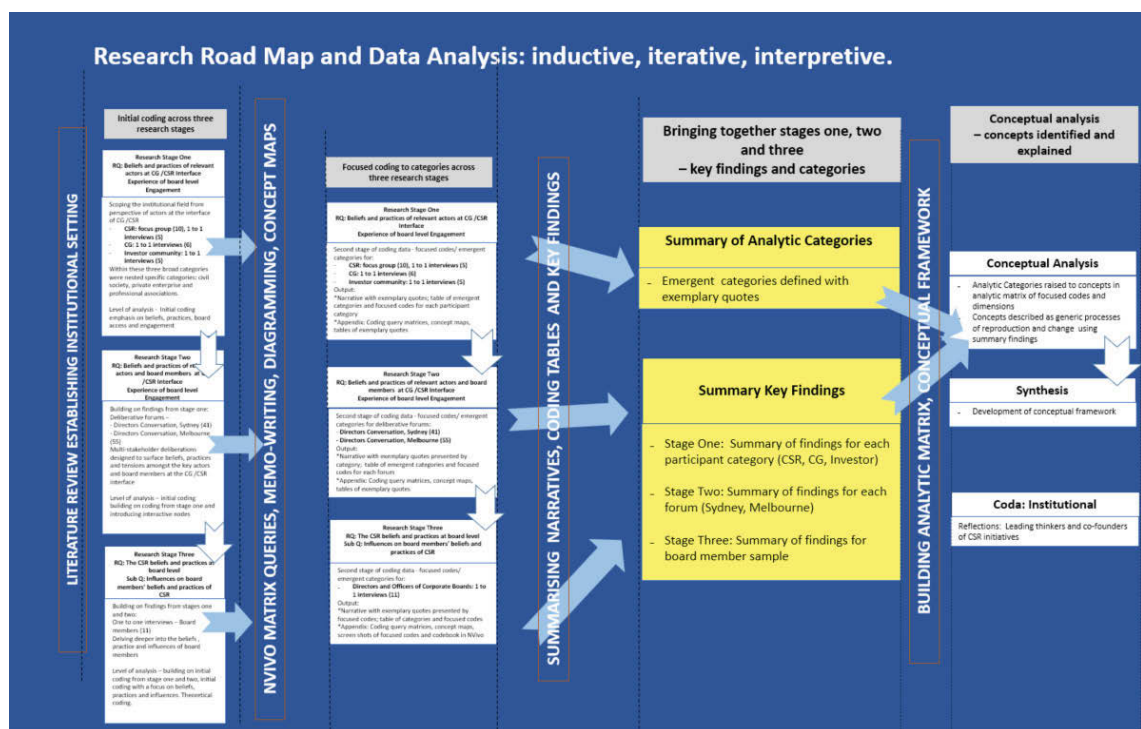 Research Road Map and Data Analysis: inductive, iterative, interpretive.
LITERATURE REVIEW ESTABLISHING INSTITUTIONAL SETTING
Initial coding across three
research stages
Research Stage One
RQ: Beliefs and practices of relevant
actors at CG /CSR Interface
Experience of board level
Engagement
Scoping the institutional field from
perspective of actors at the interface
of CG /CSR
- CSR: focus group (10), 1 to 1
interviews (5)
- CG: 1 to 1 interviews (6)
- Investor community: 1 to 1
interviews (5)
Within these three broad categories
were nested specific categories: civil
society, private enterprise and
professional associations.
Level of analysis - Initial coding
emphasis on beliefs, practices, board
access and engagement
Research Stage Two
RQ: Beliefs and practices of
actors and board members at
/CSR Interface
Experience of board level
Engagement
Building on findings from stage one:
Deliberative forums –
- Directors Conversation, Sydney (41)
- Directors Conversation, Melbourne
(55)
Multi-stakeholder deliberations:
designed to surface beliefs, practices
and tensions amongst the key actors
and board members at the CG /CSR
interface
Level of analysis – initial coding
building on coding from stage one and
introducing interactive nodes
Research Stage Three
RQ: The CSR beliefs and practices at
board level
Sub Q: Influences on board
members' beliefs and practices of
CSR
Building on findings from stages one
and two:
One to one interviews – Board
members (11)
Delving deeper into the beliefs,
practice and influences of board
members
Level of analysis – building on initial
coding from stage one and two, initial
coding with a focus on beliefs,
practices and influences. Theoretical
coding.
NVIVO MATRIX QUERIES, MEMO-WRITING, DIAGRAMMING, CONCEPT MAPS
Focused coding to categories across
three research stages
Research Stage One
RQ: Beliefs and practices of relevant actors at CG/CSR
Interface
Experience of board level Engagement
Second stage of coding data - focused codes/ emergent
categories for:
- CSR: focus group (10), 1 to 1 interviews (5)
- CG: 1 to 1 interviews (6)
- Investor community: 1 to 1 interviews (5)
Output:
*Narrative with exemplary quotes; table of emergent
categories and focused codes for each participant
category
*Appendix: Coding query matrices, concept maps,
tables of exemplary quotes
Research Stage Two
RQ: Beliefs and practices of relevant actors and board
members at CG /CSR Interface
Experience of board level Engagement
Second stage of coding data - focused codes/ emergent
categories for deliberative forums:
- Directors Conversation, Sydney (41)
- Directors Conversation, Melbourne (55)
Output:
*Narrative with exemplary quotes presented by
category; table of emergent categories and focused
codes for each forum
*Appendix: Coding query matrices, concept maps,
tables of exemplary quotes
Research Stage Three
RQ: The CSR beliefs and practices at board level
Sub Q: Influences on board members' beliefs and
practices of CSR
Second stage of coding data - focused codes/
emergent categories for:
- Directors and Officers of Corporate Boards: 1 to
1 interviews (11)
Output:
*Narrative with exemplary quotes presented by
focused codes; table of categories and focused codes
*Appendix: Coding query matrices, concept maps,
screen shots of focused codes and codebook in NVivo
SUMMARISING NARRATIVES, CODING TABLES AND KEY FINDINGS
Bringing together stages one, two
and three
– key findings and categories
Summary of Analytic Categories
- Emergent categories defined with
exemplary quotes
Summary Key Findings
- Stage One: Summary of findings for each
participant category (CSR, CG, Investor)
- Stage Two: Summary of findings for each
forum (Sydney, Melbourne)
- Stage Three: Summary of findings for
board member sample
BUILDING ANALYTIC MATRIX, CONCEPTUAL FRAMEWORK
Conceptual analysis
– concepts identified and
explained
Conceptual Analysis
- Analytic Categories raised to concepts in
analytic matrix of focused codes and
dimensions
Concepts described as generic processes
of reproduction and change using
summary findings
Synthesis
- Development of conceptual framework
Coda: Institutional
Reflections: Leading thinkers and co-founders
of CSR initiatives